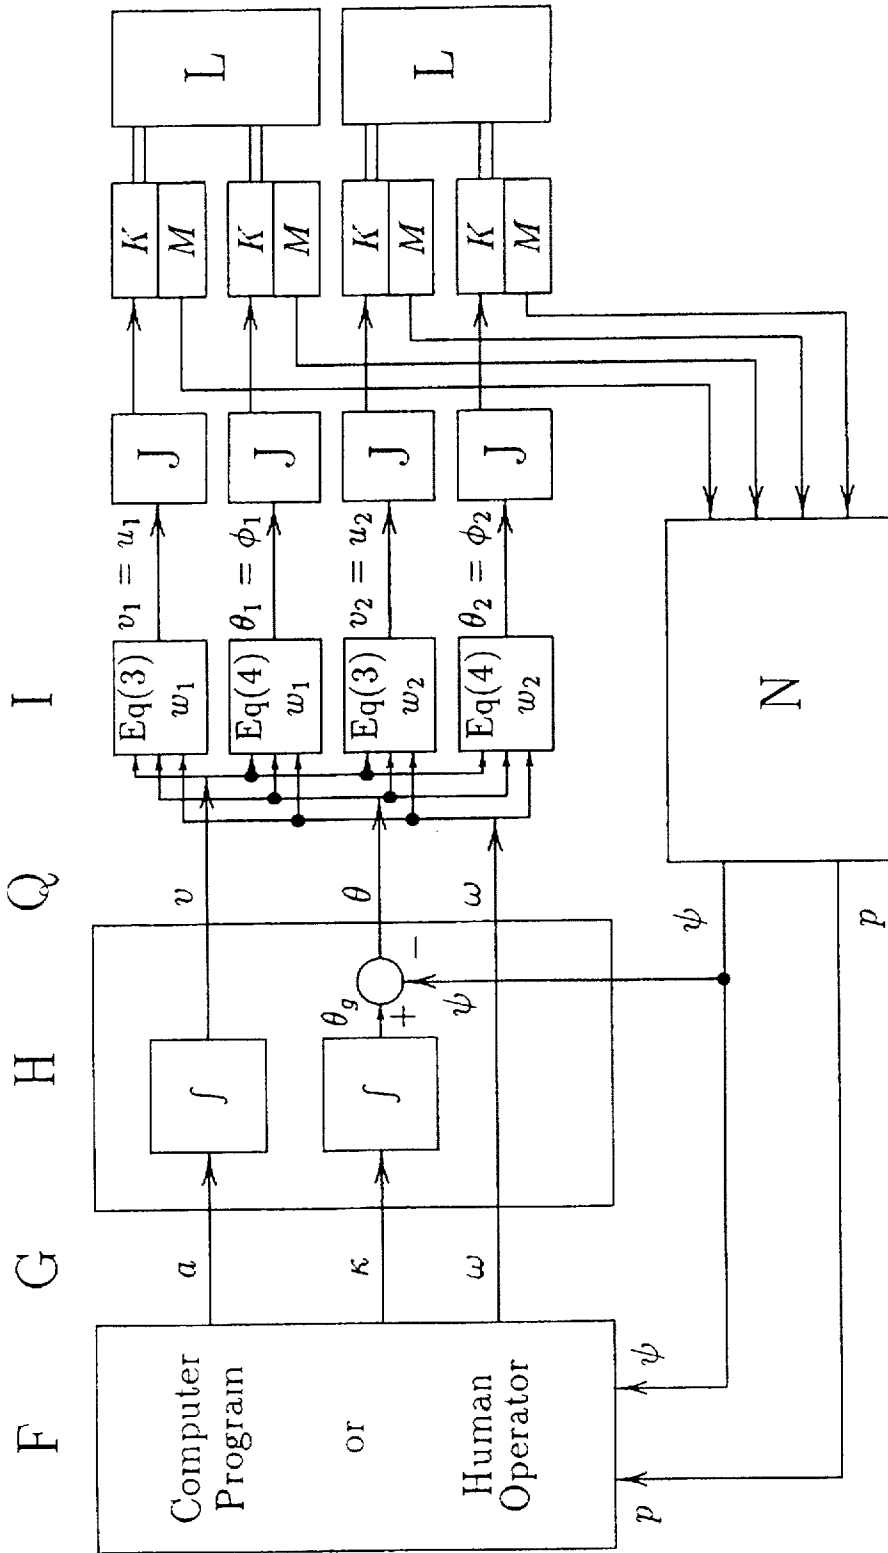 F G H Q I
Computer
Program
or
Human
Operator
a
κ
ω
∫
∫
θg
+
−
ψ
v
θ
ω
Eq(3)
w1
Eq(4)
w1
Eq(3)
w2
Eq(4)
w2
v1 = u1
θ1 = ϕ1
v2 = u2
θ2 = ϕ2
J
J
J
J
K
M
K
M
K
M
K
M
L
L
N
ψ
p
ψ
p